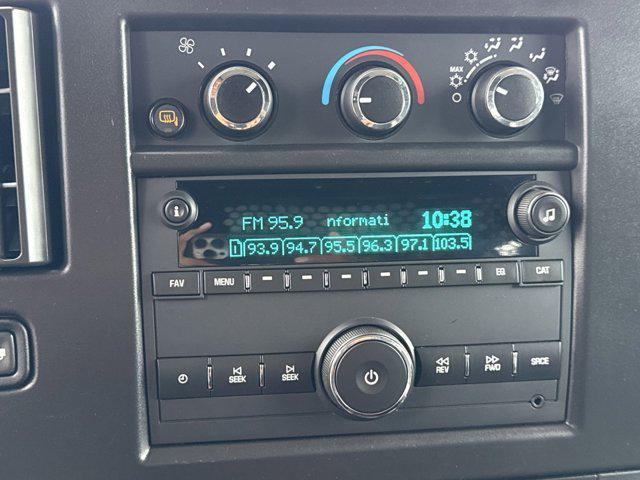 MAX
i
FM 95.9 nformati 10:38
1 93.9 94.7 95.5 96.3 97.1 103.5
FAV MENU EQ CAT
SEEK SEEK REV FWD SRCE